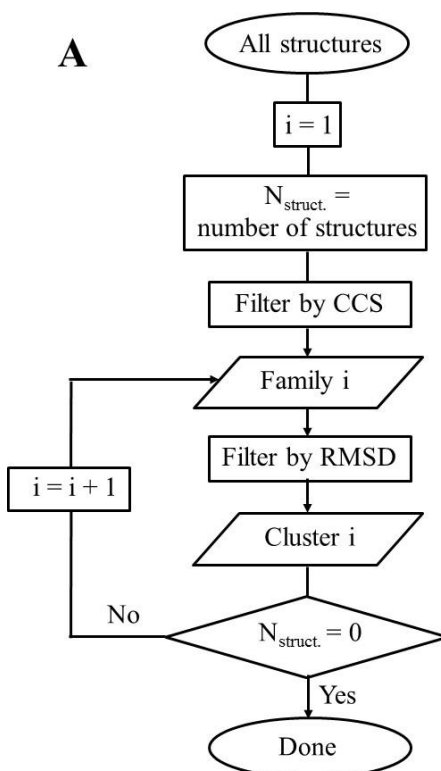 A
All structures
i = 1
N_struct. =
number of structures
Filter by CCS
Family i
Filter by RMSD
i = i + 1
Cluster i
No
N_struct. = 0
Yes
Done